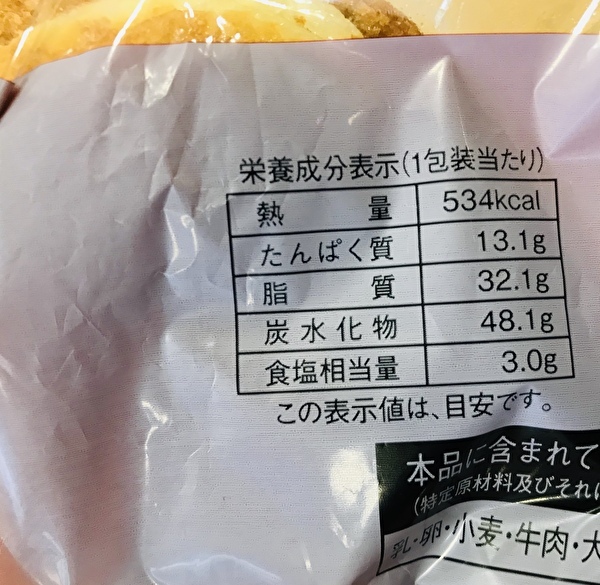 栄養成分表示(1包装当たり)
熱量 534kcal
たんぱく質 13.1g
脂質 32.1g
炭水化物 48.1g
食塩相当量 3.0g
この表示値は、目安です。
本品に含まれて
(特定原材料及びそれに
乳・卵・小麦・牛肉・大